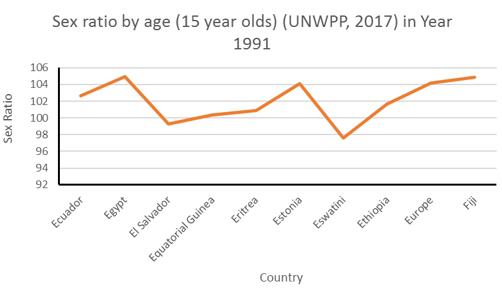 Sex ratio by age (15 year olds) (UNWPP, 2017) in Year
1991
Sex Ratio
106
104
102
100
98
96
94
92
Ecuador
Egypt
El Salvador
Equatorial Guinea
Eritrea
Estonia
Eswatini
Ethiopia
Europe
Fiji
Country